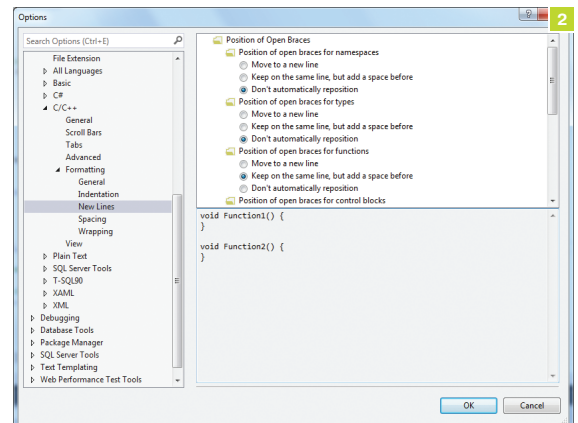 Options
2
Search Options (Ctrl+E)
File Extension
All Languages
Basic
C#
C/C++
General
Scroll Bars
Tabs
Advanced
Formatting
General
Indentation
New Lines
Spacing
Wrapping
View
Plain Text
SQL Server Tools
T-SQL90
XAML
XML
Debugging
Database Tools
Package Manager
SQL Server Tools
Text Templating
Web Performance Test Tools
Position of Open Braces
Position of open braces for namespaces
Move to a new line
Keep on the same line, but add a space before
Don't automatically reposition
Position of open braces for types
Move to a new line
Keep on the same line, but add a space before
Don't automatically reposition
Position of open braces for functions
Move to a new line
Keep on the same line, but add a space before
Don't automatically reposition
Position of open braces for control blocks
void Function1() {
}
void Function2() {
}
OK
Cancel